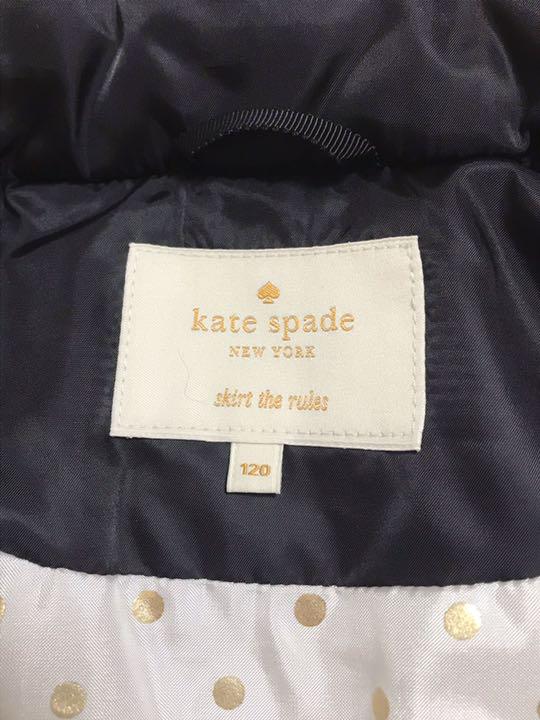 kate spade
NEW YORK
skirt the rules
120